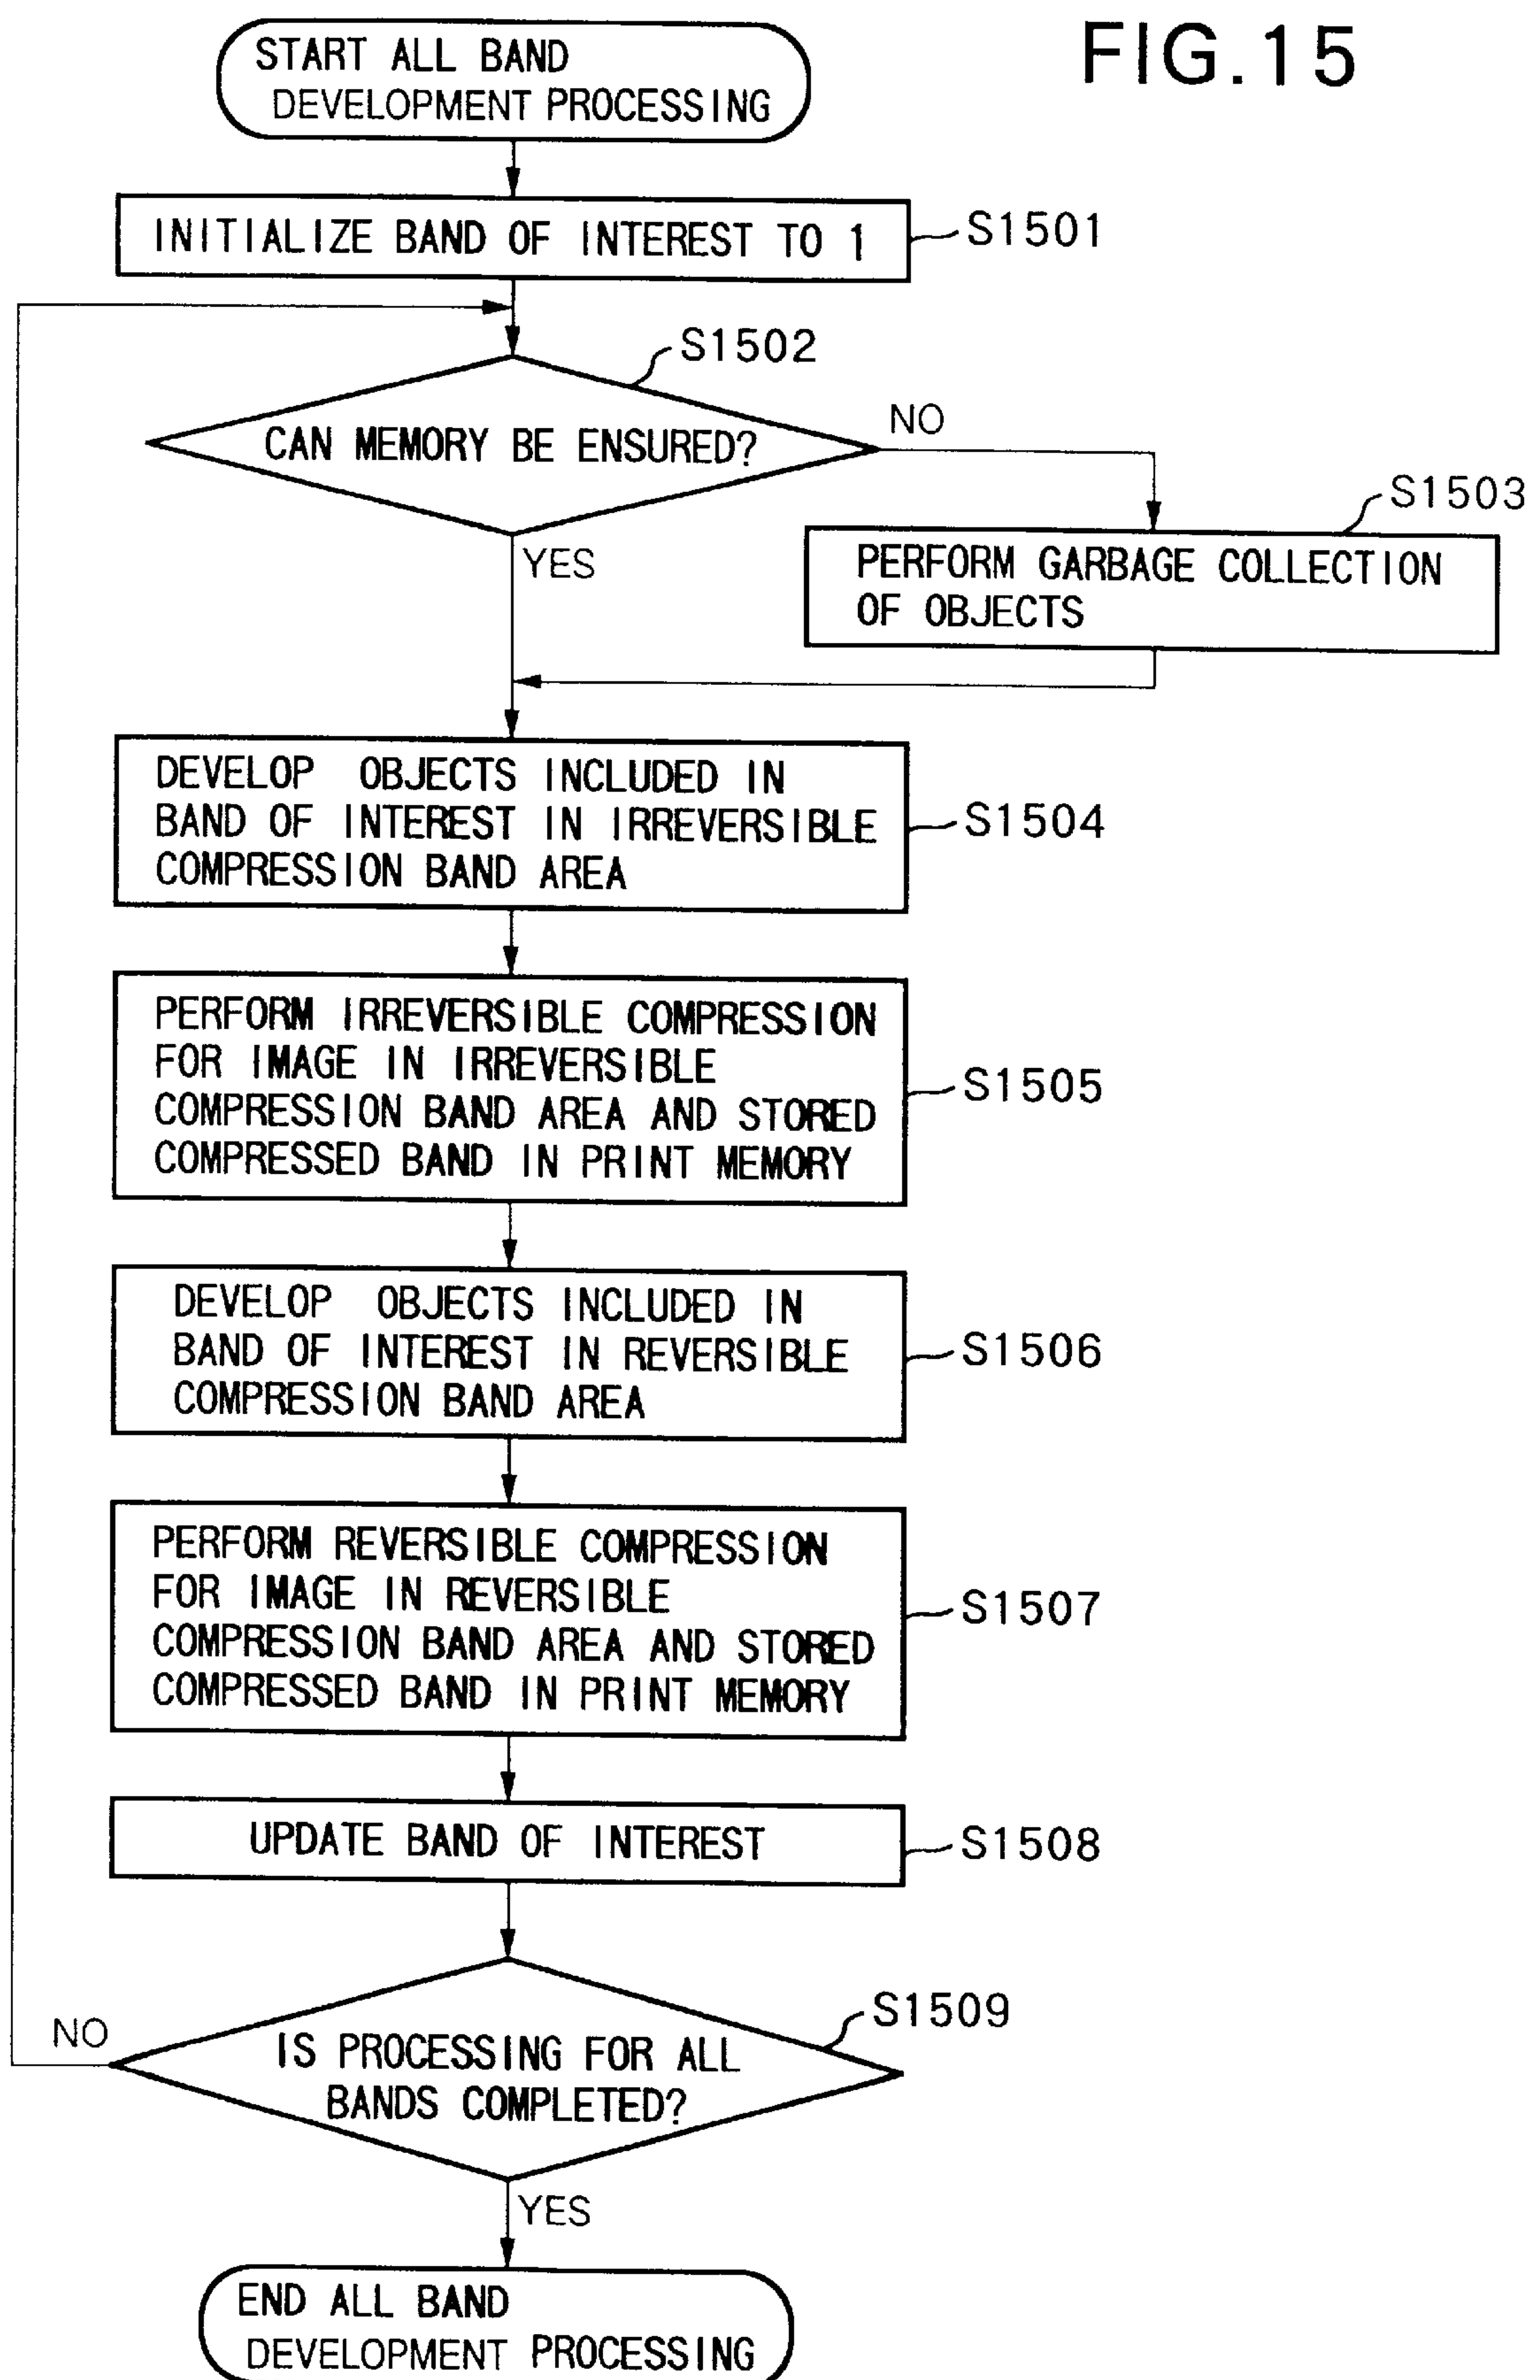 FIG.15
START ALL BAND
DEVELOPMENT PROCESSING
INITIALIZE BAND OF INTEREST TO 1
S1501
S1502
CAN MEMORY BE ENSURED?
NO
YES
S1503
PERFORM GARBAGE COLLECTION
OF OBJECTS
DEVELOP OBJECTS INCLUDED IN
BAND OF INTEREST IN IRREVERSIBLE
COMPRESSION BAND AREA
S1504
PERFORM IRREVERSIBLE COMPRESSION
FOR IMAGE IN IRREVERSIBLE
COMPRESSION BAND AREA AND STORED
COMPRESSED BAND IN PRINT MEMORY
S1505
DEVELOP OBJECTS INCLUDED IN
BAND OF INTEREST IN REVERSIBLE
COMPRESSION BAND AREA
S1506
PERFORM REVERSIBLE COMPRESSION
FOR IMAGE IN REVERSIBLE
COMPRESSION BAND AREA AND STORED
COMPRESSED BAND IN PRINT MEMORY
S1507
UPDATE BAND OF INTEREST
S1508
S1509
NO
IS PROCESSING FOR ALL
BANDS COMPLETED?
YES
END ALL BAND
DEVELOPMENT PROCESSING